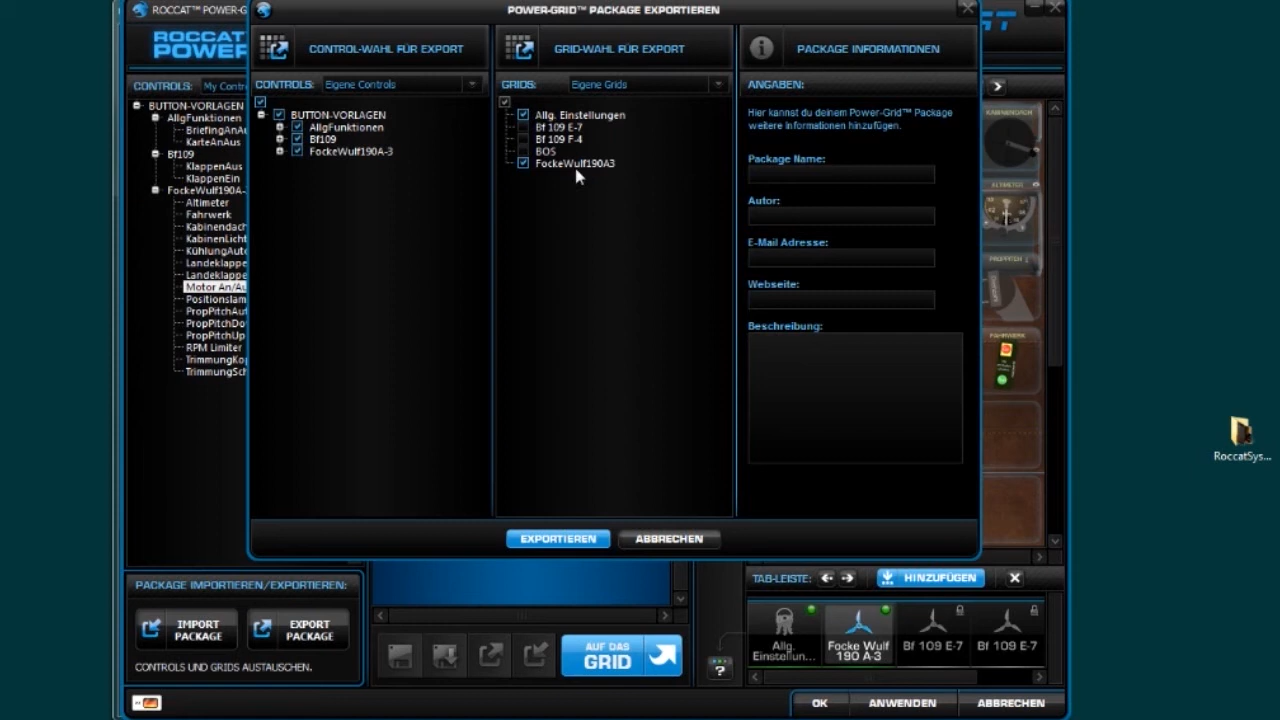 ROCCAT™ POWER-G
POWER-GRID™ PACKAGE EXPORTIEREN
ROCCAT
POWER
CONTROL-WAHL FÜR EXPORT
GRID-WAHL FÜR EXPORT
PACKAGE INFORMATIONEN
CONTROLS: My Contr
CONTROLS: Eigene Controls
GRIDS: Eigene Grids
ANGABEN:
BUTTON-VORLAGEN
AllgFunktionen
BriefingAnAu
KarteAnAus
Bf109
KlappenAus
KlappenEin
FockeWulf190A-
Altimeter
Fahrwerk
Kabinendach
KabinenLicht
KühlungAuto
Landeklappe
Landeklappe
Motor An/Au
Positionslam
PropPitchAut
PropPitchDo
PropPitchUp
RPM Limiter
TrimmungKop
TrimmungSch
BUTTON-VORLAGEN
AllgFunktionen
Bf109
FockeWulf190A-3
Allg. Einstellungen
Bf 109 E-7
Bf 109 F-4
BOS
FockeWulf190A3
Hier kannst du deinem Power-Grid™ Package
weitere Informationen hinzufügen.
Package Name:
Autor:
E-Mail Adresse:
Webseite:
Beschreibung:
KABINENDACH
ALTIMETER
FAHRWERK
EXPORTIEREN
ABBRECHEN
RoccatSys...
PACKAGE IMPORTIEREN/EXPORTIEREN:
IMPORT
PACKAGE
EXPORT
PACKAGE
CONTROLS UND GRIDS AUSTAUSCHEN.
AUF DAS
GRID
?
TAB-LEISTE:
HINZUFÜGEN
Allg.
Einstellun...
Focke Wulf
190 A-3
Bf 109 E-7
Bf 109 E-7
OK
ANWENDEN
ABBRECHEN